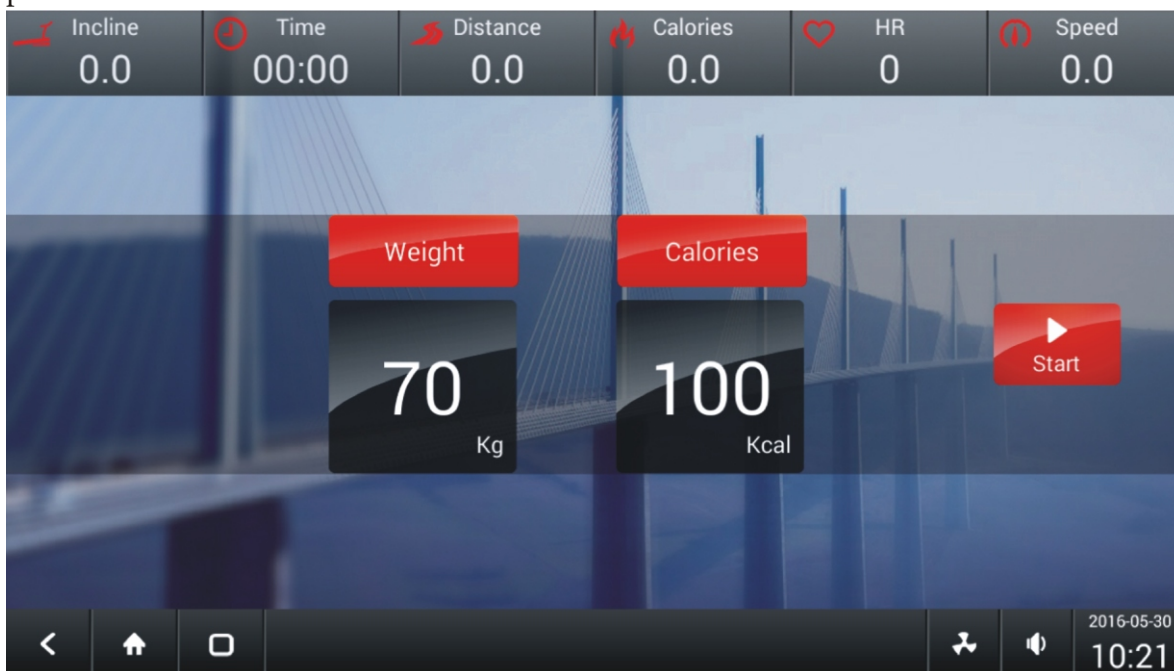 Incline Time Distance Calories HR Speed
0.0 00:00 0.0 0.0 0 0.0
Weight Calories
70 100
Kg Kcal
Start
2016-05-30
10:21